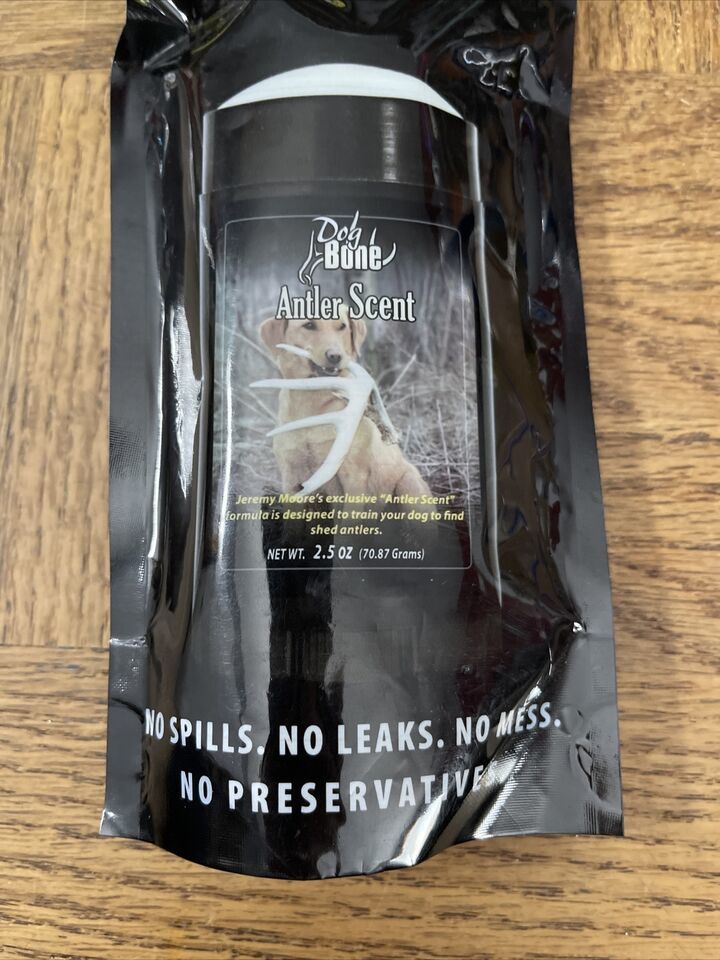 Dog
Bone
Antler Scent
Jeremy Moore's exclusive "Antler Scent"
formula is designed to train your dog to find
shed antlers.
NET WT. 2.5 OZ (70.87 Grams)
NO SPILLS. NO LEAKS. NO MESS.
NO PRESERVATIVE